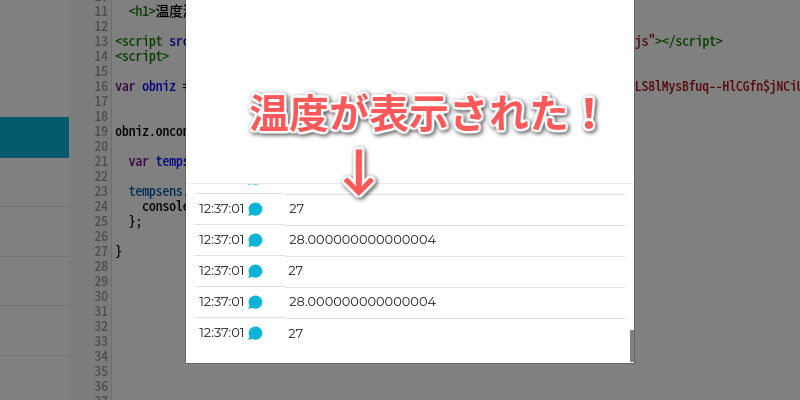 11 <h1>温度
12
13 <script src js"></script>
14 <script>
15
16 var obniz = LS8lMysBfuq--HlCGfn$jNCiU
17
18
19 obniz.onco
20
21 var temps
22
23 tempsens.
24 console
25 };
26
27 }
28
29
30
31
32
33
34
35
36
37
温度が表示された!
↓
12:37:01 27
12:37:01 28.000000000000004
12:37:01 27
12:37:01 28.000000000000004
12:37:01 27